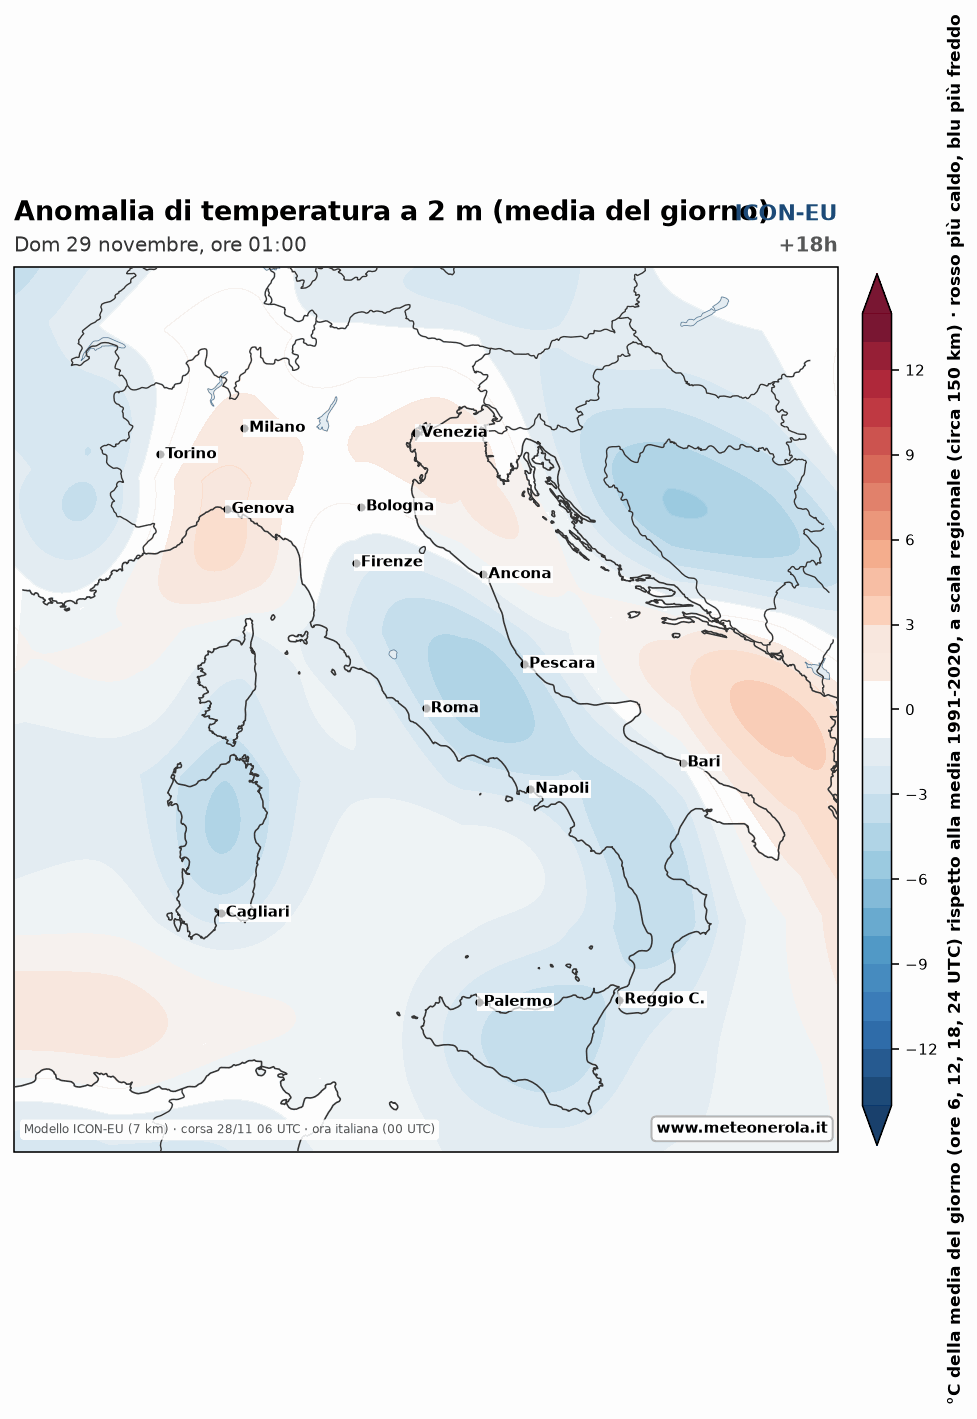 Anomalia di temperatura a 2 m (media del giorno)
ICON-EU
Dom 29 novembre, ore 01:00
+18h
Milano
Venezia
Torino
Genova
Bologna
Firenze
Ancona
Pescara
Roma
Bari
Napoli
Cagliari
Palermo
Reggio C.
Modello ICON-EU (7 km) · corsa 28/11 06 UTC · ora italiana (00 UTC)
www.meteonerola.it
12
9
6
3
0
−3
−6
−9
−12
°C della media del giorno (ore 6, 12, 18, 24 UTC) rispetto alla media 1991-2020, a scala regionale (circa 150 km) · rosso più caldo, blu più freddo